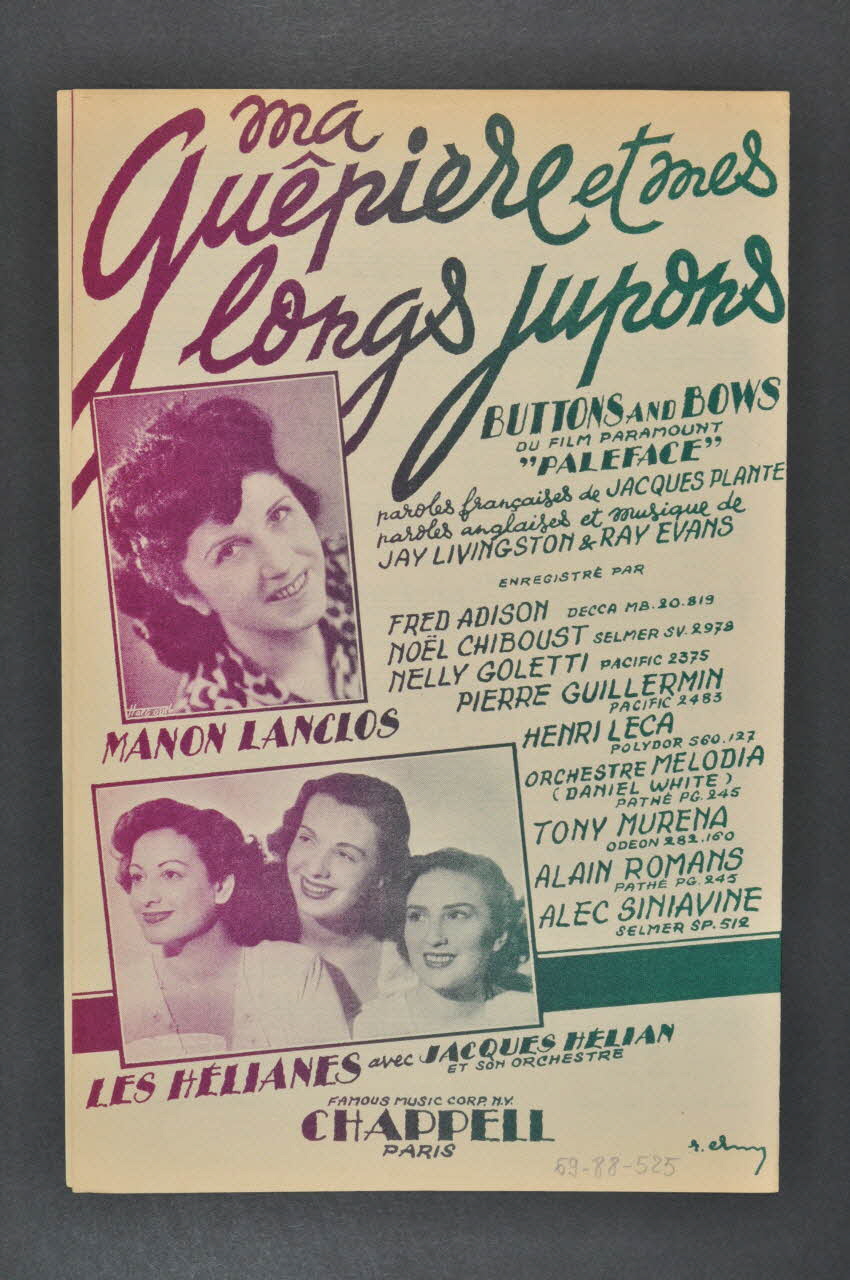 ma
Guêpière et mes
longs jupons
BUTTONS AND BOWS
DU FILM PARAMOUNT
"PALEFACE"
paroles françaises de JACQUES PLANTE
paroles anglaises et musique de
JAY LIVINGSTON & RAY EVANS
ENREGISTRÉ PAR
FRED ADISON DECCA MB.20.819
NOËL CHIBOUST SELMER SV.2978
NELLY GOLETTI PACIFIC 2375
PIERRE GUILLERMIN
PACIFIC 2483
HENRI LECA
POLYDOR 560.127
ORCHESTRE MELODIA
(DANIEL WHITE)
PATHÉ PG.245
TONY MURENA
ODEON 282.160
ALAIN ROMANS
PATHÉ PG.245
ALEC SINIAVINE
SELMER SP.512
Harcourt
MANON LANCLOS
LES HÉLIANES avec JACQUES HÉLIAN
ET SON ORCHESTRE
FAMOUS MUSIC CORP. N.Y.
CHAPPELL
PARIS
59-88-525